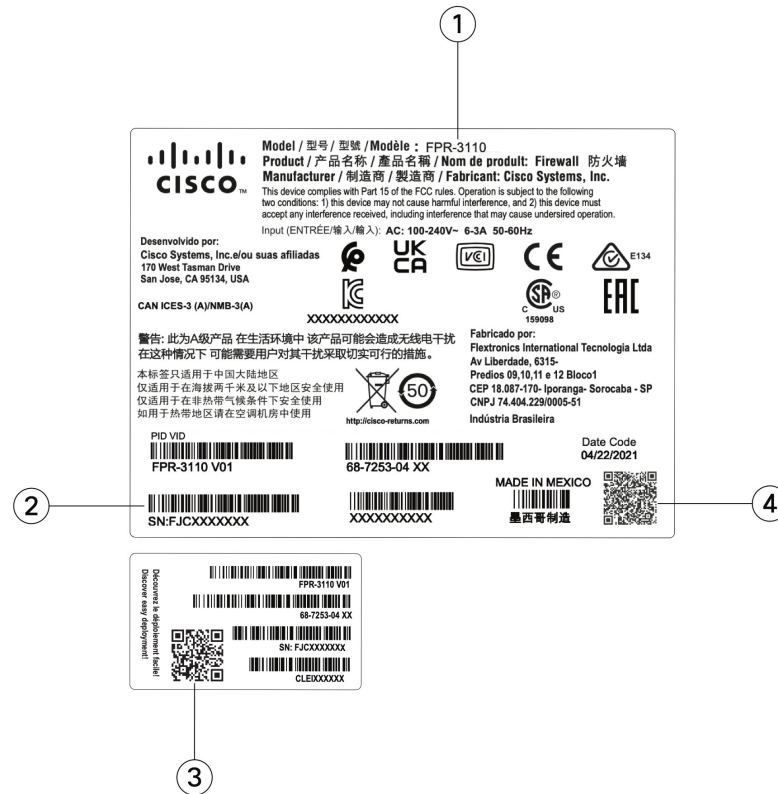 1
CISCO™
Model / 型号 / 型號 /Modèle : FPR-3110
Product / 产品名称 / 產品名稱 / Nom de prodult: Firewall 防火墙
Manufacturer / 制造商 / 製造商 / Fabricant: Cisco Systems, Inc.
This device complies with Part 15 of the FCC rules. Operation is subject to the following
two conditions: 1) this device may not cause harmful interference, and 2) this device must
accept any interference received, including interference that may cause undersired operation.
Input (ENTRÉE/输入/輸入): AC: 100-240V~ 6-3A 50-60Hz
Desenvolvido por:
Cisco Systems, Inc.e/ou suas afiliadas
170 West Tasman Drive
San Jose, CA 95134, USA
CAN ICES-3 (A)/NMB-3(A)
UK
CA
VCI
CE
E134
KC
XXXXXXXXXXXX
C SA ® US
159098
EAC
警告: 此为A级产品 在生活环境中 该产品可能会造成无线电干扰
在这种情况下 可能需要用户对其干扰采取切实可行的措施。
本标签只适用于中国大陆地区
仅适用于在海拔两千米及以下地区安全使用
仅适用于在非热带气候条件下安全使用
如用于热带地区请在空调机房中使用
50
http://cisco-returns.com
Fabricado por:
Flextronics International Tecnologia Ltda
Av Liberdade, 6315-
Predios 09,10,11 e 12 Bloco1
CEP 18.087-170- Iporanga- Sorocaba - SP
CNPJ 74.404.229/0005-51
Indústria Brasileira
PID VID
FPR-3110 V01
68-7253-04 XX
Date Code
04/22/2021
2
SN:FJCXXXXXXX
XXXXXXXXXX
MADE IN MEXICO
墨西哥制造
4
Découvrez le déploiement facile!
Discover easy deployment!
FPR-3110 V01
68-7253-04 XX
SN: FJCXXXXXXX
CLEIXXXXXX
3